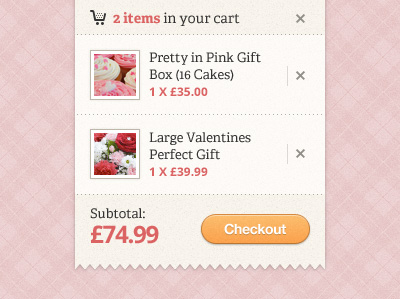 2 items in your cart
Pretty in Pink Gift
Box (16 Cakes)
1 X £35.00
Large Valentines
Perfect Gift
1 X £39.99
Subtotal:
£74.99
Checkout